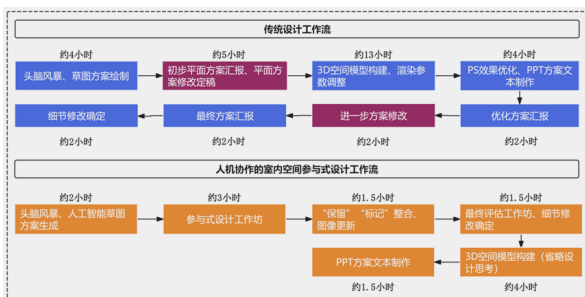 传统设计工作流
约4小时
约5小时
约13小时
约4小时
头脑风暴、草图方案绘制
初步平面方案汇报、平面方
案修改定稿
3D空间模型构建、渲染参
数调整
PS效果优化、PPT方案文
本制作
细节修改确定
最终方案汇报
进一步方案修改
优化方案汇报
约2小时
约2小时
约2小时
约2小时
人机协作的室内空间参与式设计工作流
约2小时
约3小时
约1.5小时
约1.5小时
头脑风暴、人工智能草图
方案生成
参与式设计工作坊
“保留”“标记”整合、
图像更新
最终评估工作坊、细节修
改确定
PPT方案文本制作
3D空间模型构建（省略设
计思考）
约1.5小时
约4小时